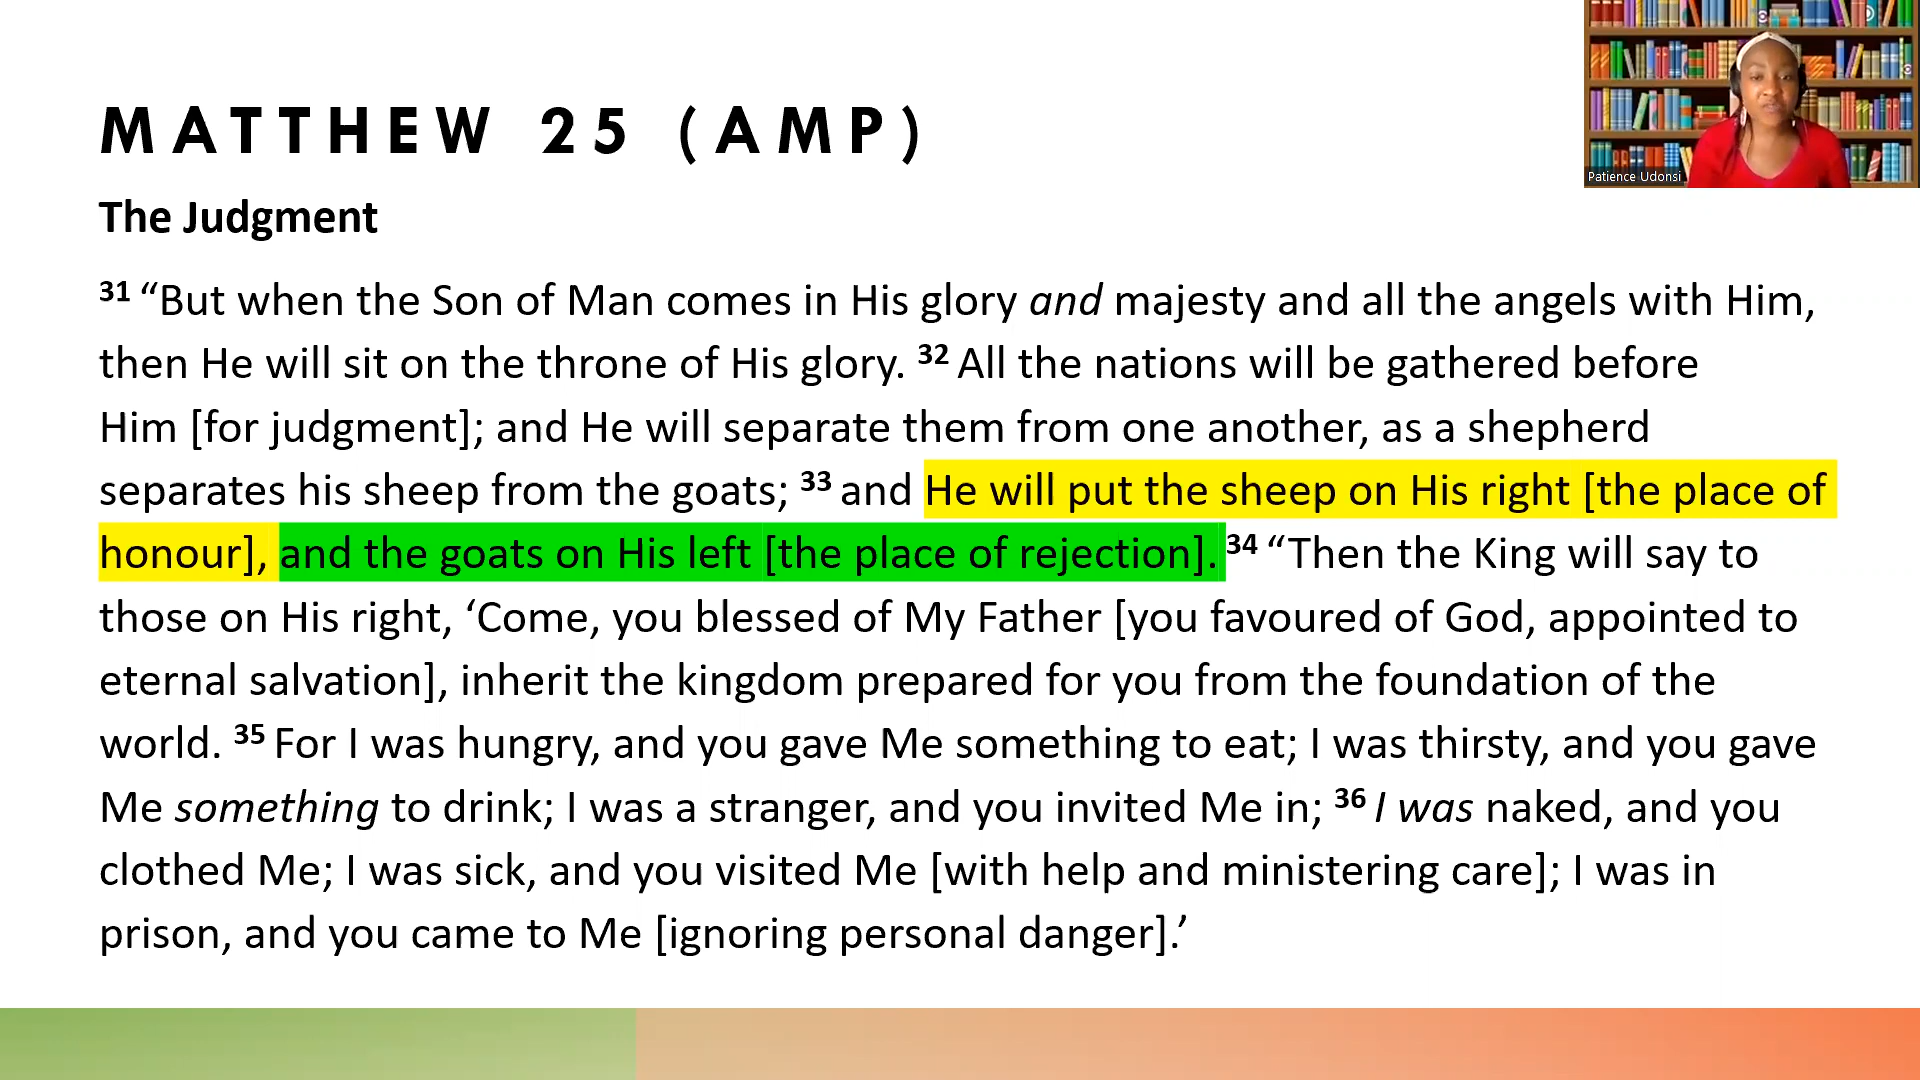 MATTHEW 25 (AMP)
Patience Udonsi
The Judgment
31 “But when the Son of Man comes in His glory and majesty and all the angels with Him,
then He will sit on the throne of His glory. 32 All the nations will be gathered before
Him [for judgment]; and He will separate them from one another, as a shepherd
separates his sheep from the goats; 33 and He will put the sheep on His right [the place of
honour], and the goats on His left [the place of rejection]. 34 “Then the King will say to
those on His right, ‘Come, you blessed of My Father [you favoured of God, appointed to
eternal salvation], inherit the kingdom prepared for you from the foundation of the
world. 35 For I was hungry, and you gave Me something to eat; I was thirsty, and you gave
Me something to drink; I was a stranger, and you invited Me in; 36 I was naked, and you
clothed Me; I was sick, and you visited Me [with help and ministering care]; I was in
prison, and you came to Me [ignoring personal danger].’